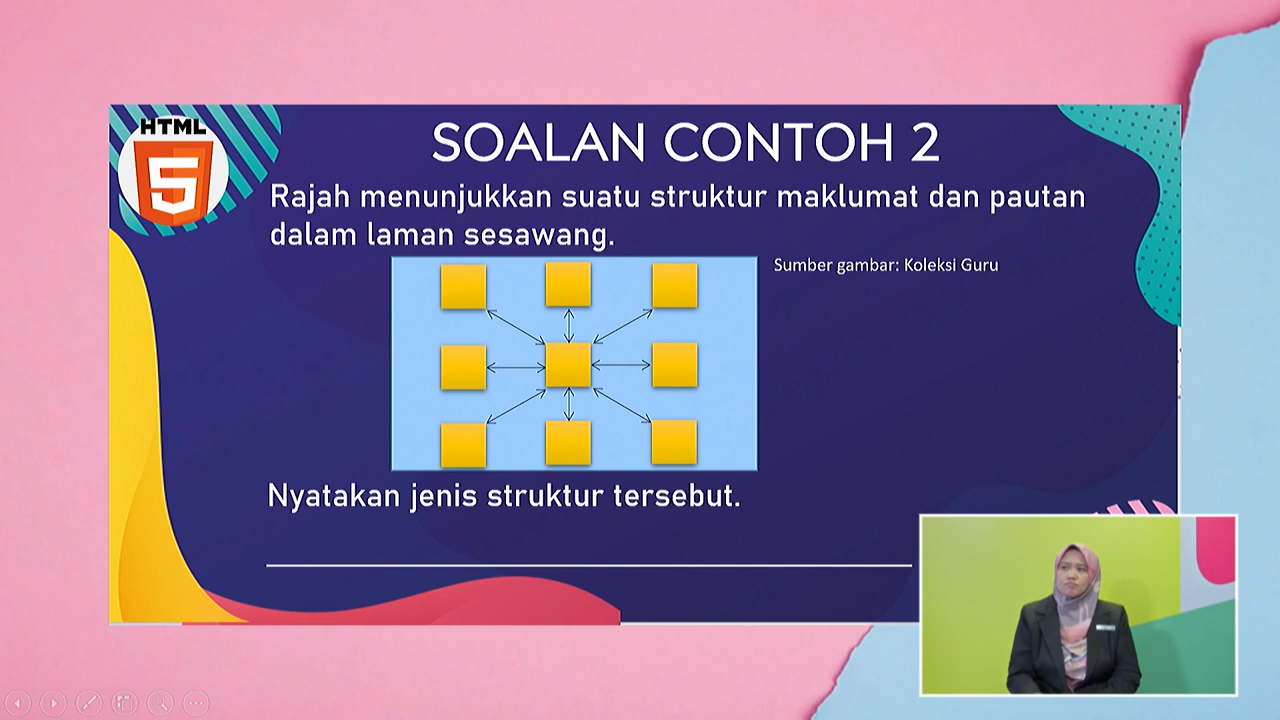 HTML
5
SOALAN CONTOH 2
Rajah menunjukkan suatu struktur maklumat dan pautan
dalam laman sesawang.
Sumber gambar: Koleksi Guru
Nyatakan jenis struktur tersebut.